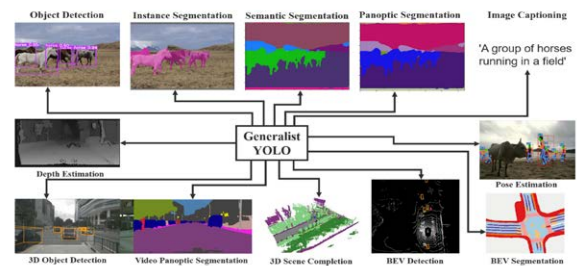 Object Detection
Instance Segmentation
Semantic Segmentation
Panoptic Segmentation
Image Captioning
'A group of horses
running in a field'
Generalist
YOLO
Depth Estimation
Pose Estimation
3D Object Detection
Video Panoptic Segmentation
3D Scene Completion
BEV Detection
BEV Segmentation